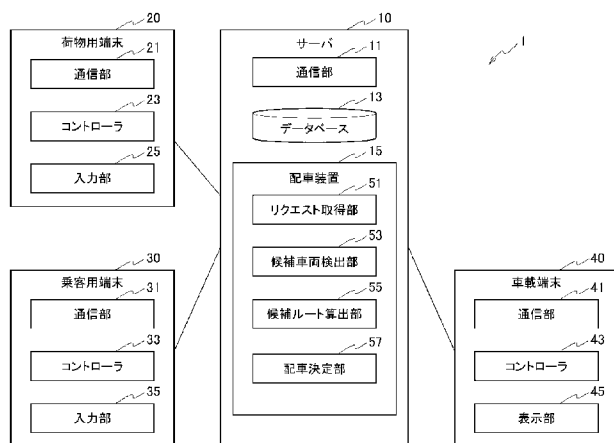 20
荷物用端末
21
通信部
23
コントローラ
25
入力部
30
乗客用端末
31
通信部
33
コントローラ
35
入力部
10
サーバ
11
通信部
13
データベース
15
配車装置
51
リクエスト取得部
53
候補車両検出部
55
候補ルート算出部
57
配車決定部
1
40
車載端末
41
通信部
43
コントローラ
45
表示部